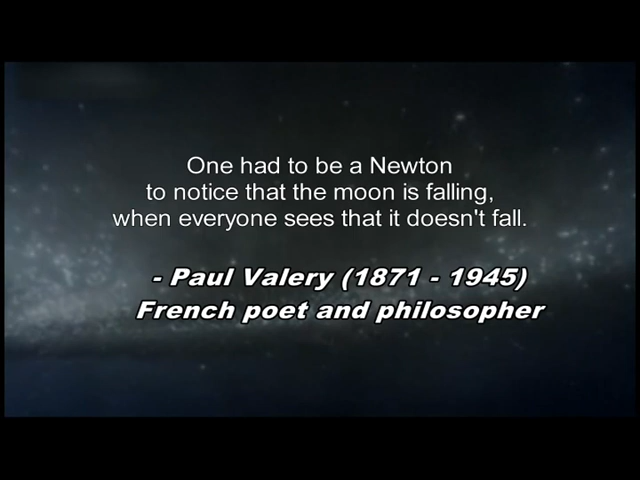 One had to be a Newton
to notice that the moon is falling,
when everyone sees that it doesn't fall.
- Paul Valery (1871 - 1945)
French poet and philosopher